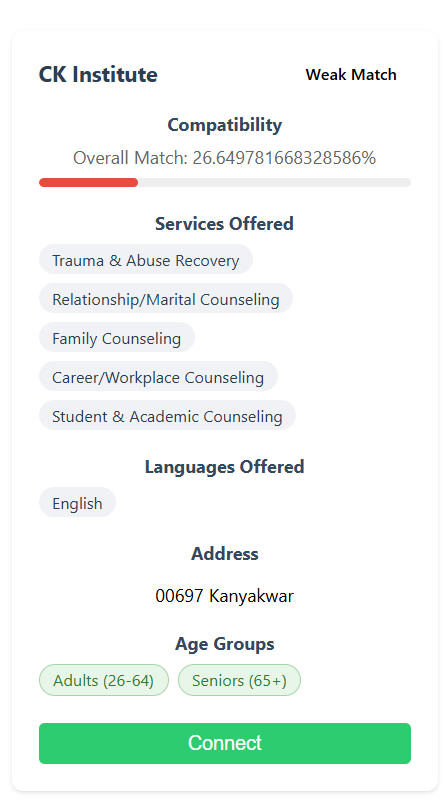 CK Institute
Weak Match
Compatibility
Overall Match: 26.649781668328586%
Services Offered
Trauma & Abuse Recovery
Relationship/Marital Counseling
Family Counseling
Career/Workplace Counseling
Student & Academic Counseling
Languages Offered
English
Address
00697 Kanyakwar
Age Groups
Adults (26-64) Seniors (65+)
Connect